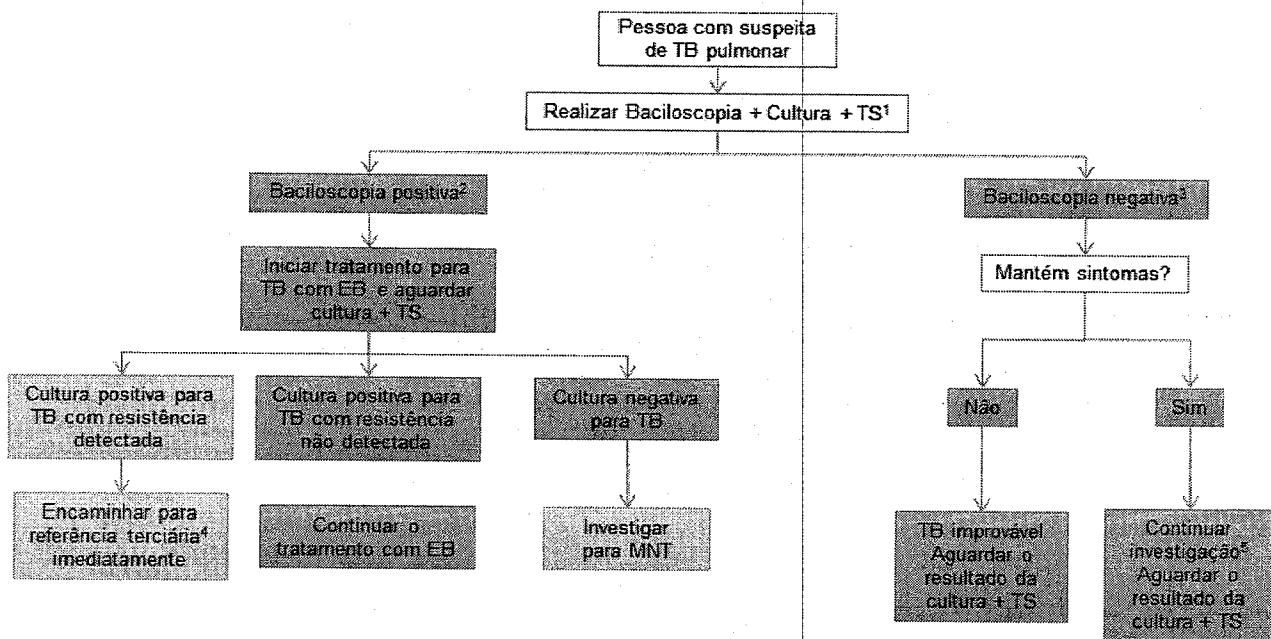 Pessoa com suspeita
de TB pulmonar
Realizar Baciloscopia + Cultura + TS¹
Baciloscopia positiva²
Baciloscopia negativa³
Iniciar tratamento para
TB com EB e aguardar
cultura + TS
Mantém sintomas?
Cultura positiva para
TB com resistência
detectada
Cultura positiva para
TB com resistência
não detectada
Cultura negativa
para TB
Não
Sim
Encaminhar para
referência terciária⁴
imediatamente
Continuar o
tratamento com EB
Investigar
para MNT
TB improvável
Aguardar o
resultado da
cultura + TS
Continuar
investigação⁵
Aguardar o
resultado da
cultura + TS